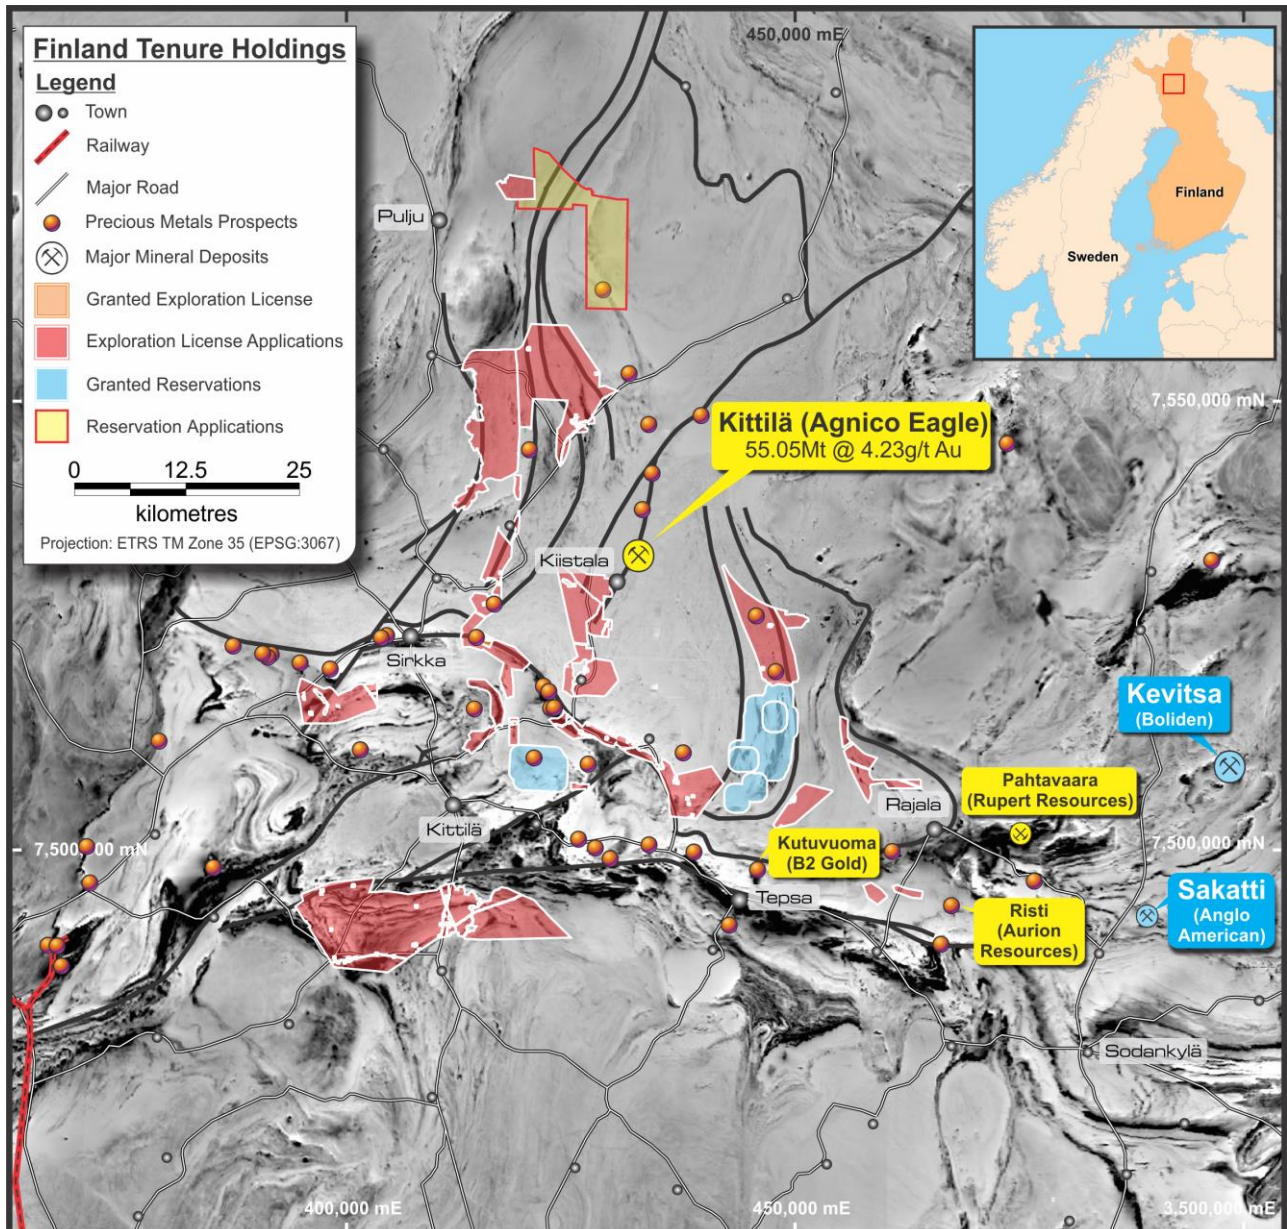 Finland Tenure Holdings
Legend
Town
Railway
Major Road
Precious Metals Prospects
Major Mineral Deposits
Granted Exploration License
Exploration License Applications
Granted Reservations
Reservation Applications
0 12.5 25
kilometres
Projection: ETRS TM Zone 35 (EPSG:3067)
450,000 mE
Finland
Sweden
Pulju
7,550,000 mN
Kittilä (Agnico Eagle)
55.05Mt @ 4.23g/t Au
Kiistala
Sirkka
Kevitsa
(Boliden)
Pahtavaara
(Rupert Resources)
Rajala
Kittilä
7,500,000 mN
Kutuvuoma
(B2 Gold)
Tepsa
Risti
(Aurion
Resources)
Sakatti
(Anglo
American)
Sodankylä
400,000 mE
450,000 mE
3,500,000 mE